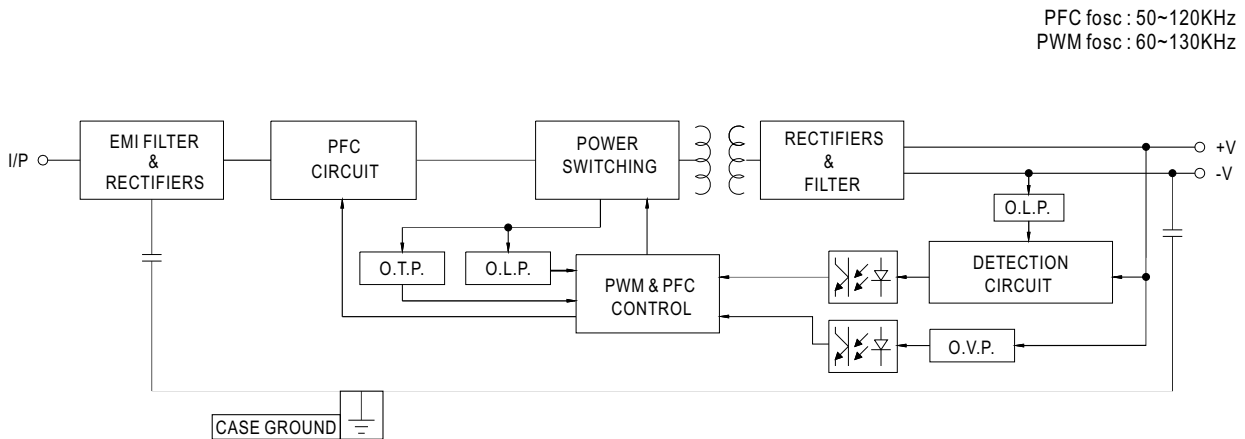 PFC fosc : 50~120KHz
PWM fosc : 60~130KHz
I/P
EMI FILTER
&
RECTIFIERS
PFC
CIRCUIT
POWER
SWITCHING
RECTIFIERS
&
FILTER
+V
-V
O.L.P.
O.T.P.
O.L.P.
PWM & PFC
CONTROL
DETECTION
CIRCUIT
O.V.P.
CASE GROUND